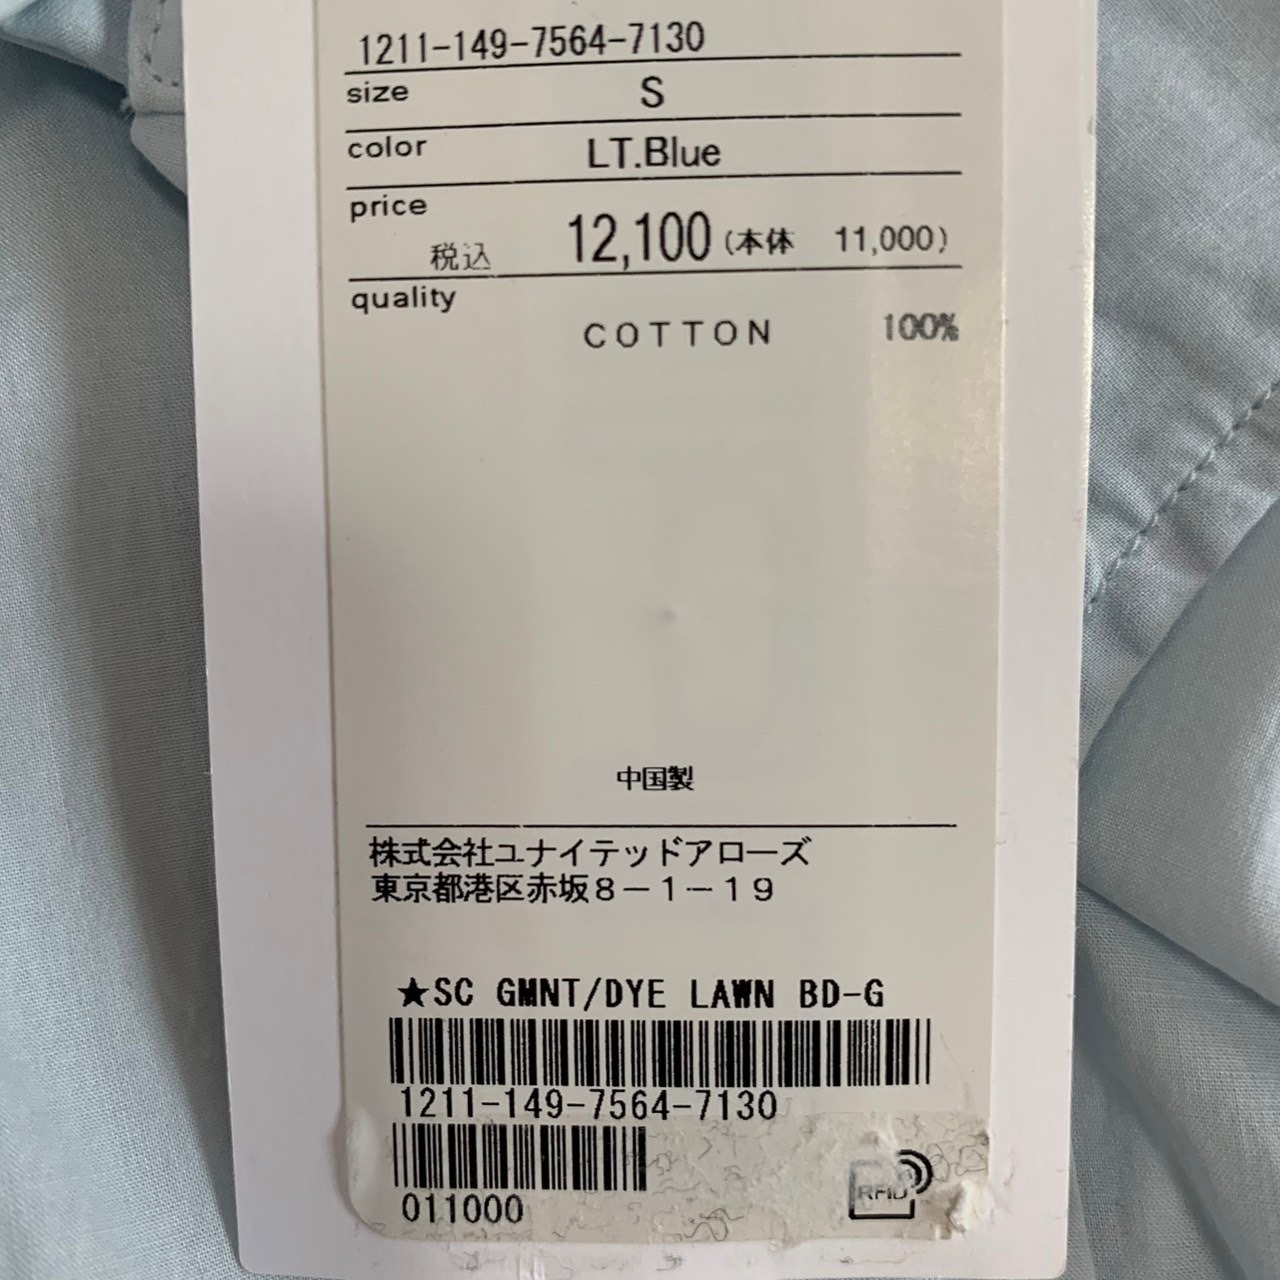 1211-149-7564-7130
size S
color LT.Blue
price
税込 12,100 (本体 11,000)
quality
COTTON 100%
中国製
株式会社ユナイテッドアローズ
東京都港区赤坂8－1－19
★SC GMNT/DYE LAWN BD-G
1211-149-7564-7130
011000
RFID